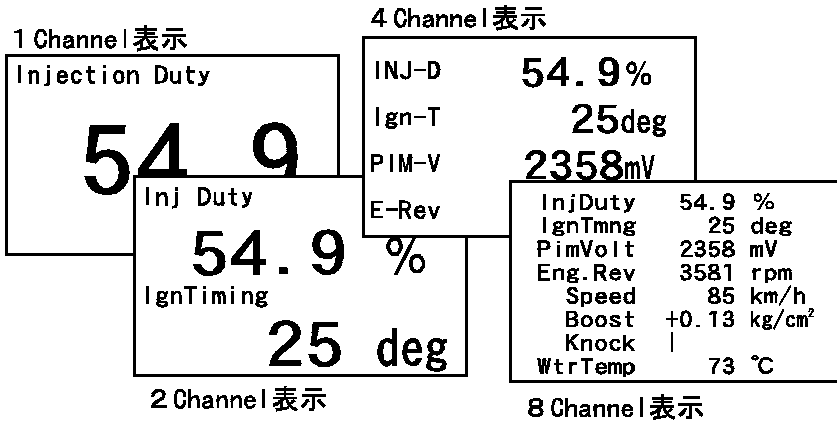 1 Channel表示
Injection Duty
54.9
2 Channel表示
Inj Duty
54.9 %
IgnTiming
25 deg
4 Channel表示
INJ-D 54.9%
Ign-T 25deg
PIM-V 2358mV
E-Rev
8 Channel表示
InjDuty 54.9 %
IgnTmng 25 deg
PimVolt 2358 mV
Eng.Rev 3581 rpm
Speed 85 km/h
Boost +0.13 kg/cm²
Knock |
WtrTemp 73 ℃